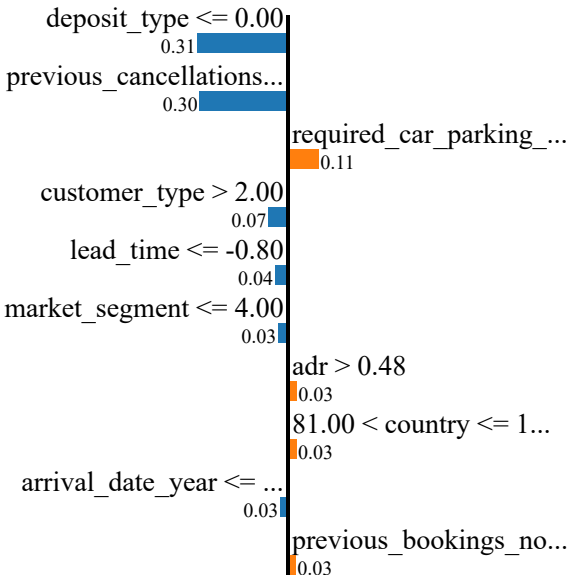 deposit_type <= 0.00
0.31
previous_cancellations...
0.30
required_car_parking_...
0.11
customer_type > 2.00
0.07
lead_time <= -0.80
0.04
market_segment <= 4.00
0.03
adr > 0.48
0.03
81.00 < country <= 1...
0.03
arrival_date_year <= ...
0.03
previous_bookings_no...
0.03